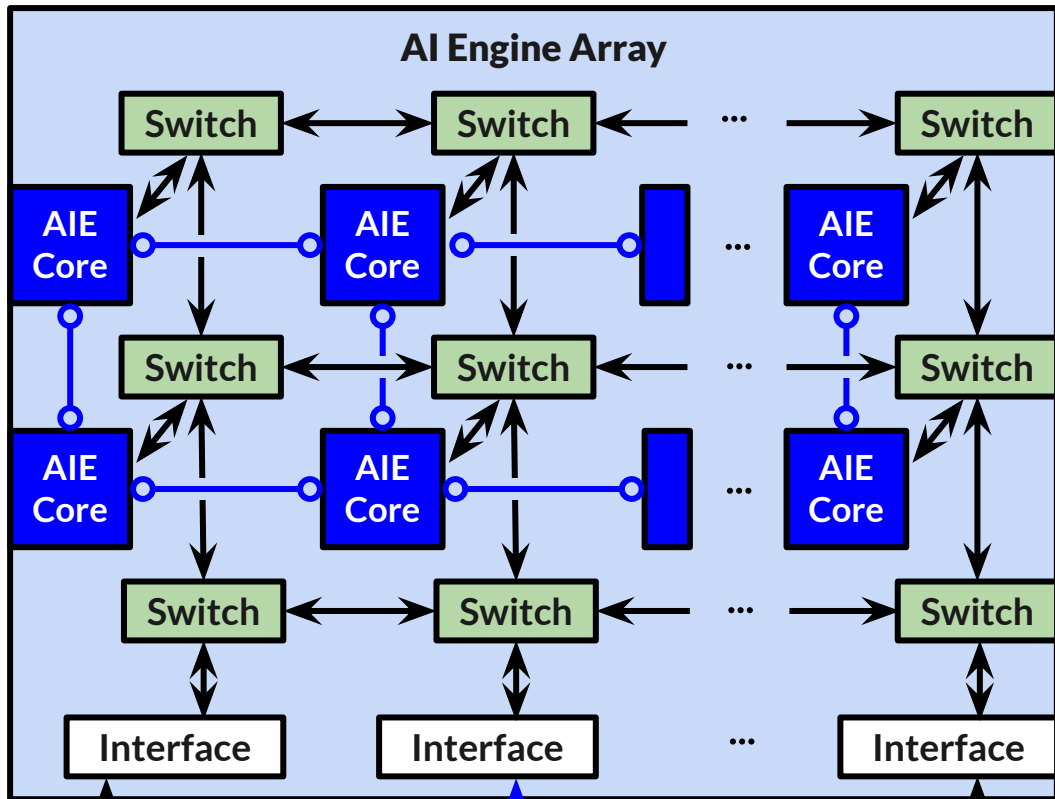 AI Engine Array
Switch Switch ... Switch
AIE AIE AIE
Core Core ... Core
Switch Switch ... Switch
AIE AIE AIE
Core Core ... Core
Switch Switch ... Switch
Interface Interface ... Interface